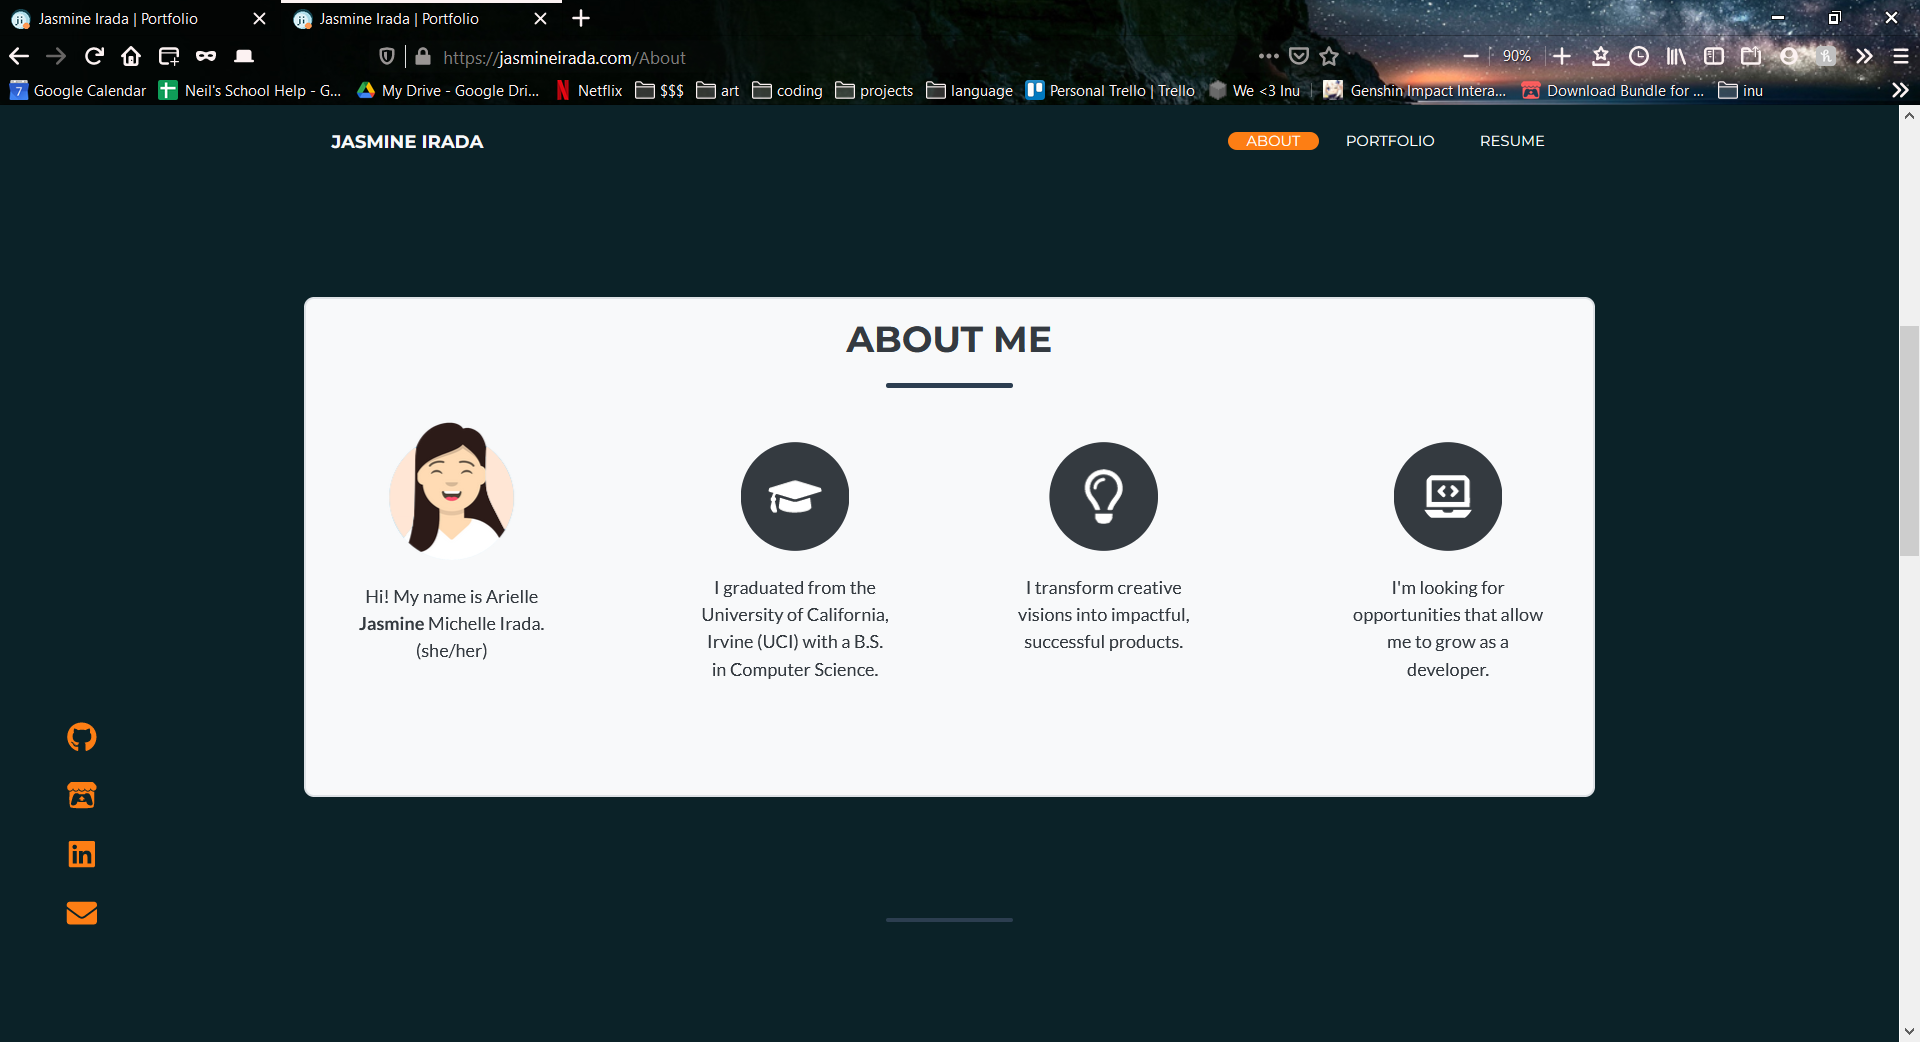 Jasmine Irada | Portfolio
Jasmine Irada | Portfolio
https://jasmineirada.com/About
90%
Google Calendar
Neil's School Help - G...
My Drive - Google Dri...
Netflix
$$$
art
coding
projects
language
Personal Trello | Trello
We <3 Inu
Genshin Impact Intera...
Download Bundle for ...
inu
JASMINE IRADA
ABOUT
PORTFOLIO
RESUME
ABOUT ME
Hi! My name is Arielle
Jasmine Michelle Irada.
(she/her)
I graduated from the
University of California,
Irvine (UCI) with a B.S.
in Computer Science.
I transform creative
visions into impactful,
successful products.
I'm looking for
opportunities that allow
me to grow as a
developer.